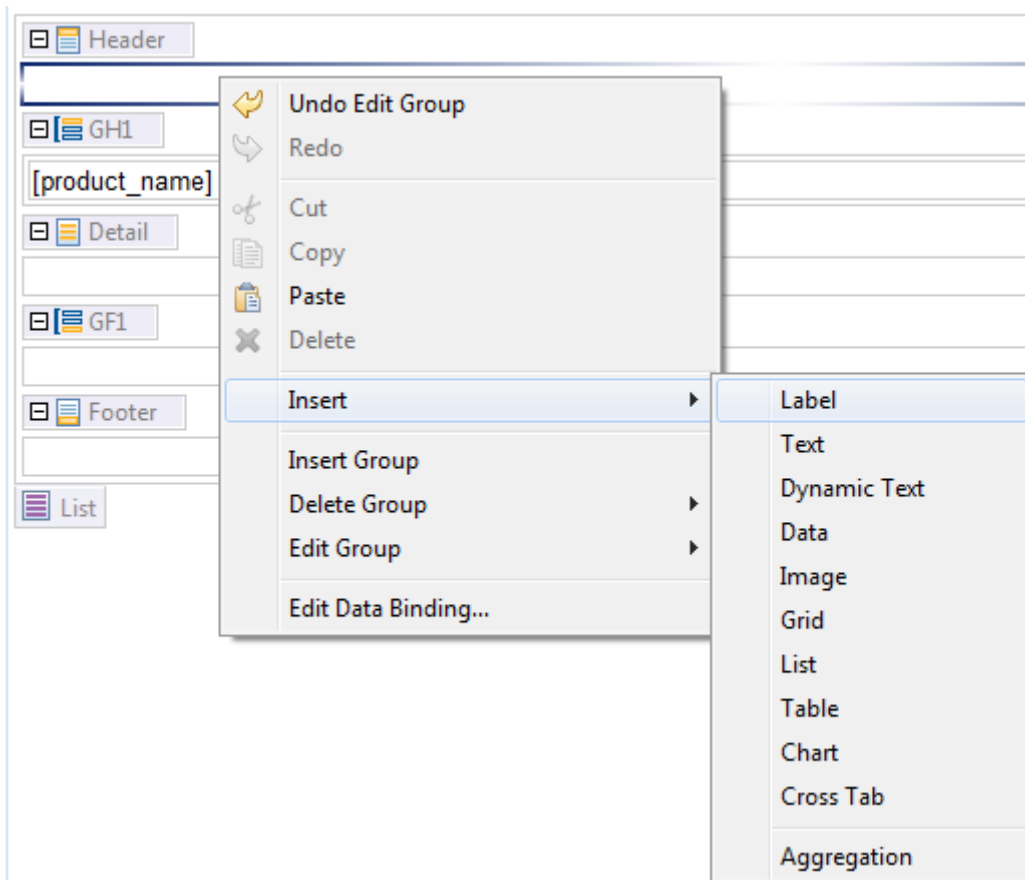 Header
GH1
[product_name]
Detail
GF1
Footer
List
Undo Edit Group
Redo
Cut
Copy
Paste
Delete
Insert
Insert Group
Delete Group
Edit Group
Edit Data Binding...
Label
Text
Dynamic Text
Data
Image
Grid
List
Table
Chart
Cross Tab
Aggregation